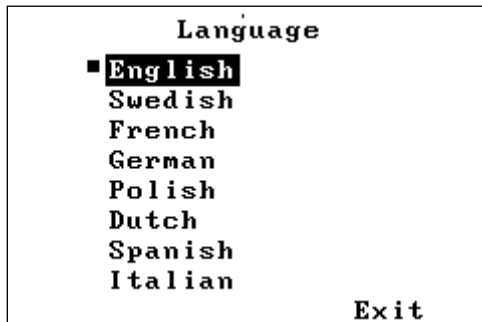 Language
English
Swedish
French
German
Polish
Dutch
Spanish
Italian
Exit